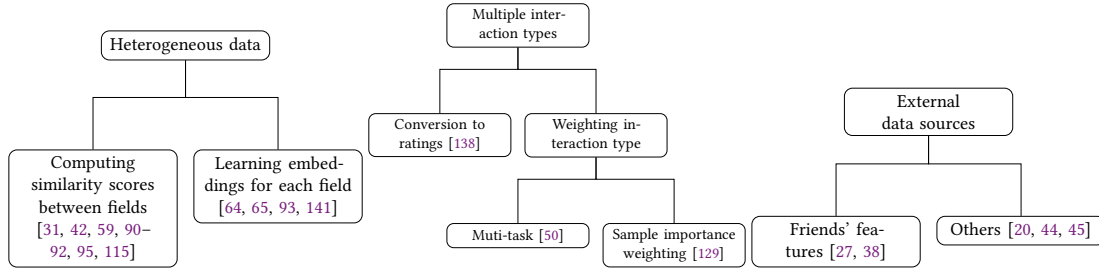 Heterogeneous data
Computing
similarity scores
between fields
[31, 42, 59, 90–
92, 95, 115]
Learning embed-
dings for each field
[64, 65, 93, 141]
Multiple inter-
action types
Conversion to
ratings [138]
Weighting in-
teraction type
Muti-task [50]
Sample importance
weighting [129]
External
data sources
Friends' fea-
tures [27, 38]
Others [20, 44, 45]